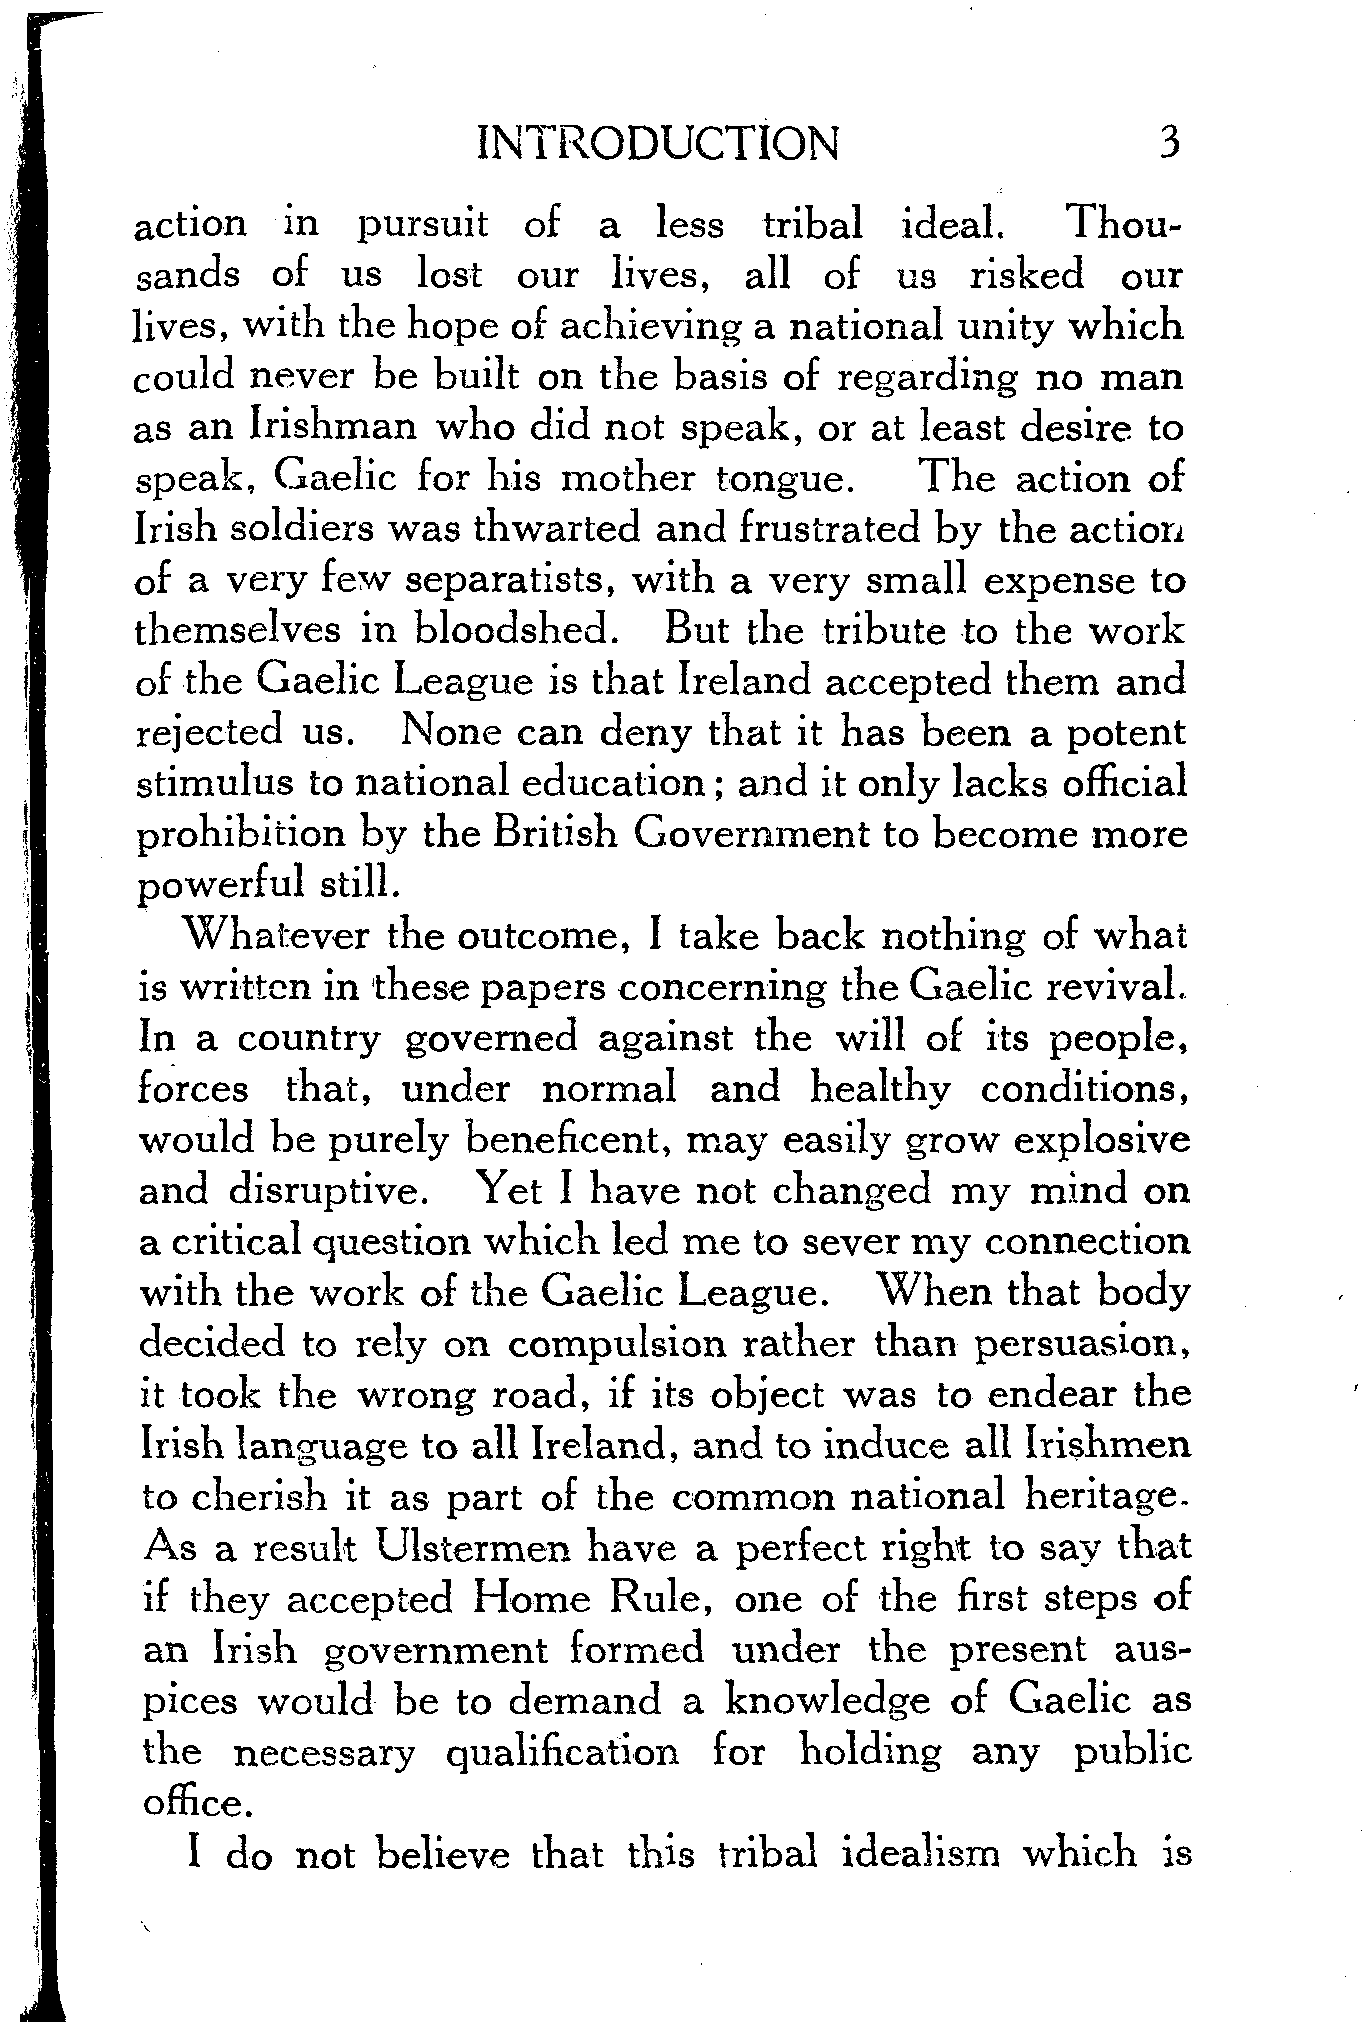 INTRODUCTION 3
action in pursuit of a less tribal ideal. Thou-
sands of us lost our lives, all of us risked our
lives, with the hope of achieving a national unity which
could never be built on the basis of regarding no man
as an Irishman who did not speak, or at least desire to
speak, Gaelic for his mother tongue. The action of
Irish soldiers was thwarted and frustrated by the action
of a very few separatists, with a very small expense to
themselves in bloodshed. But the tribute to the work
of the Gaelic League is that Ireland accepted them and
rejected us. None can deny that it has been a potent
stimulus to national education; and it only lacks official
prohibition by the British Government to become more
powerful still.
Whatever the outcome, I take back nothing of what
is written in these papers concerning the Gaelic revival.
In a country governed against the will of its people,
forces that, under normal and healthy conditions,
would be purely beneficent, may easily grow explosive
and disruptive. Yet I have not changed my mind on
a critical question which led me to sever my connection
with the work of the Gaelic League. When that body
decided to rely on compulsion rather than persuasion,
it took the wrong road, if its object was to endear the
Irish language to all Ireland, and to induce all Irishmen
to cherish it as part of the common national heritage.
As a result Ulstermen have a perfect right to say that
if they accepted Home Rule, one of the first steps of
an Irish government formed under the present aus-
pices would be to demand a knowledge of Gaelic as
the necessary qualification for holding any public
office.
I do not believe that this tribal idealism which is